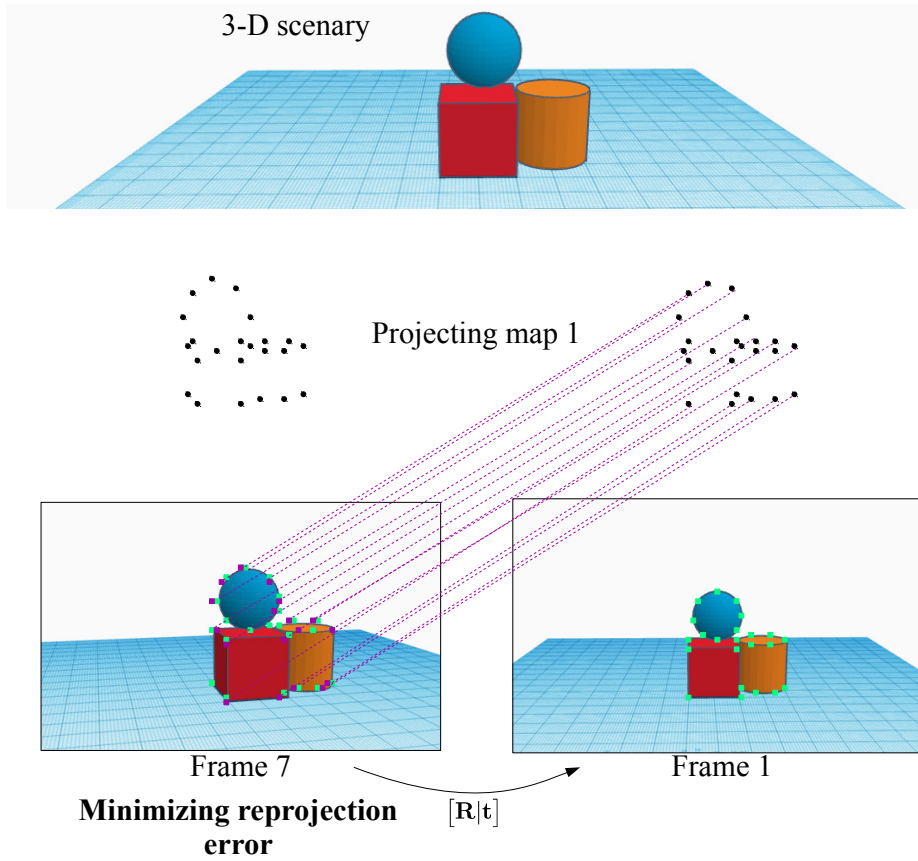 3-D scenary
Projecting map 1
Frame 7
Frame 1
[R|t]
Minimizing reprojection
error